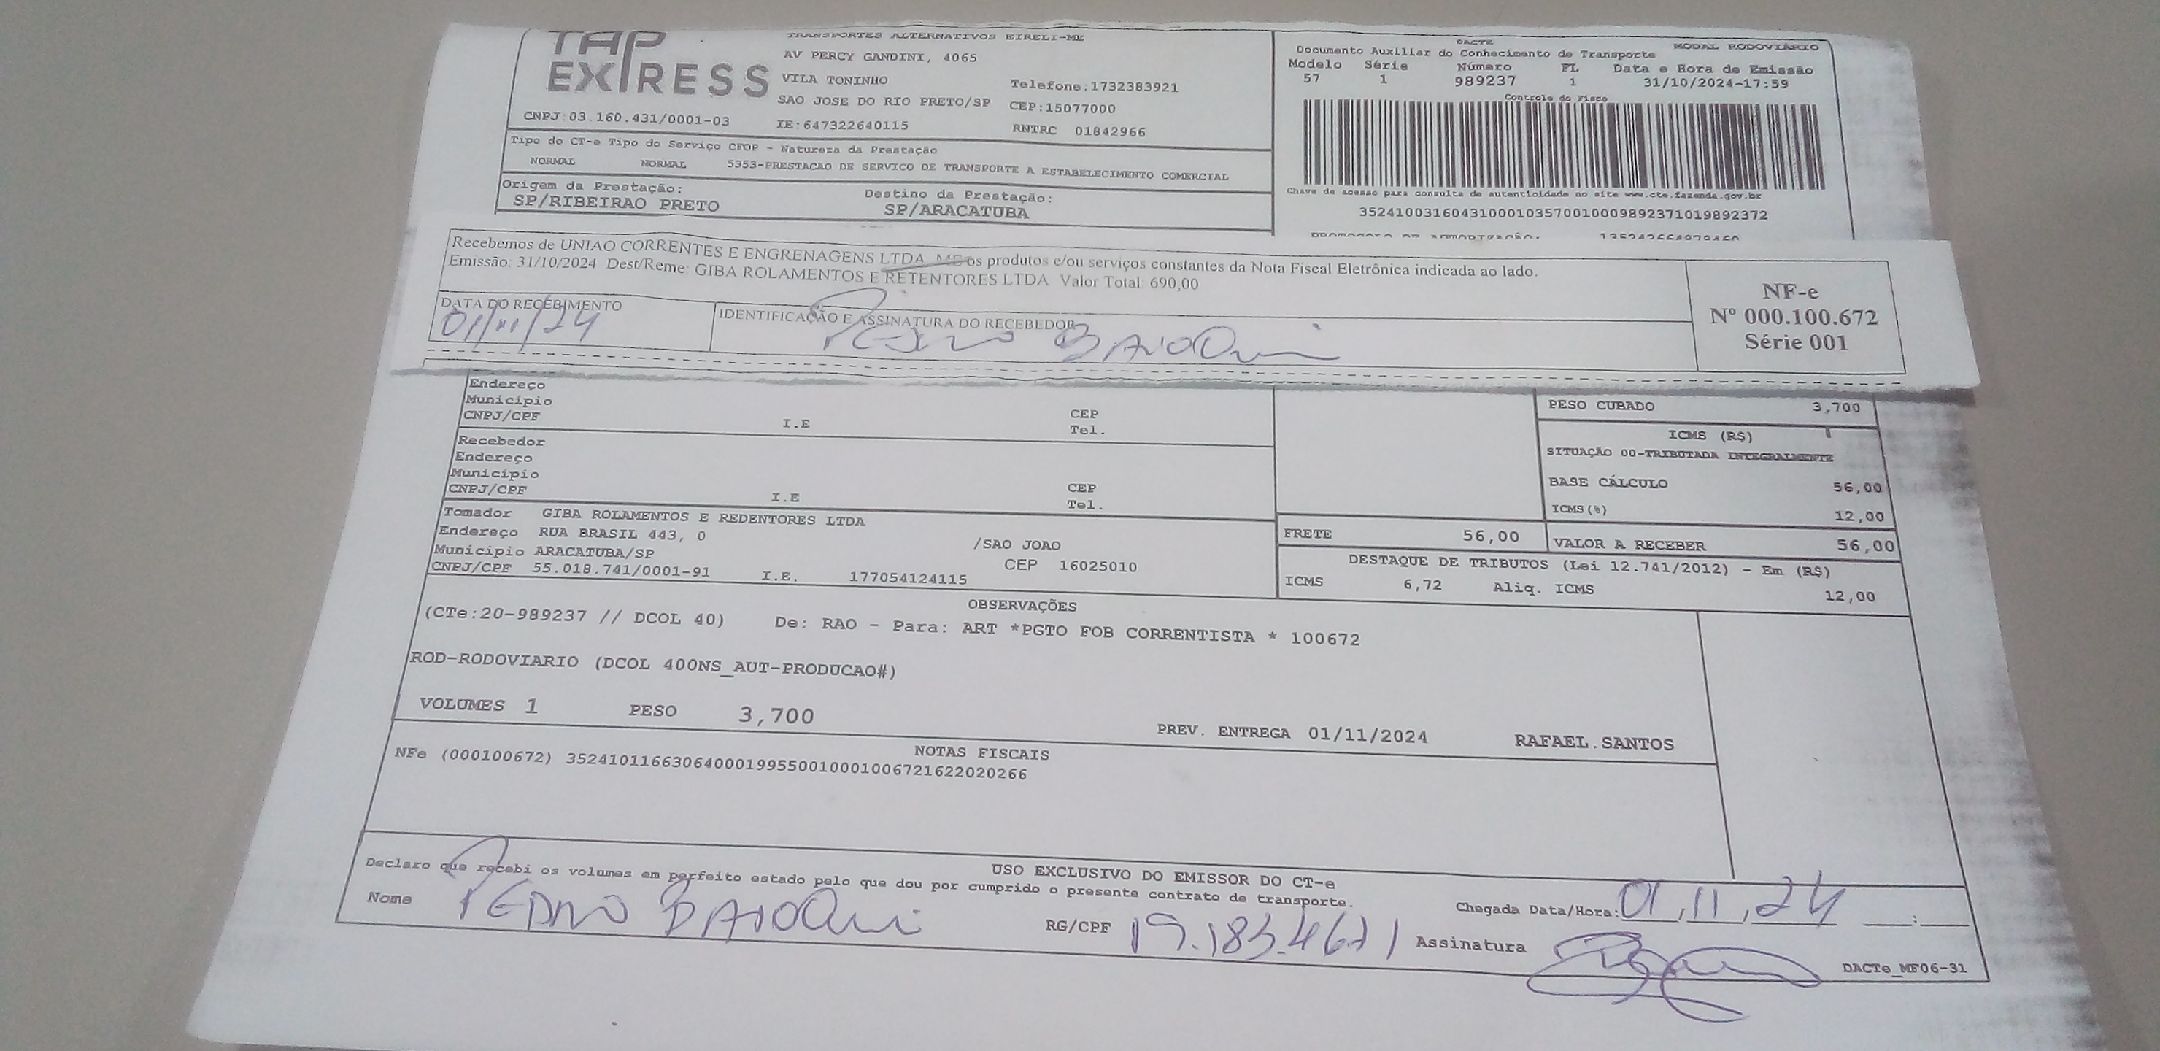 TAP EXPRESS
TRANSPORTES ALTERNATIVOS EIRELI-ME
AV PERCY GANDINI, 4065
VILA TONINHO Telefone:1732383921
SAO JOSE DO RIO PRETO/SP CEP:15077000
CNPJ:03.160.431/0001-03 IE:647322640115 RNTRC 01842966
Tipo do CT-e Tipo do Serviço CFOP - Natureza da Prestação
NORMAL NORMAL 5353-PRESTACAO DE SERVICO DE TRANSPORTE A ESTABELECIMENTO COMERCIAL
Origem da Prestação: Destino da Prestação:
SP/RIBEIRAO PRETO SP/ARACATUBA
DACTE MODAL RODOVIÁRIO
Documento Auxiliar do Conhecimento de Transporte
Modelo Série Número FL Data e Hora de Emissão
57 1 989237 1 31/10/2024-17:59
Controle do Fisco
Chave de acesso para consulta de autenticidade no site www.cte.fazenda.gov.br
35241003160431000103570010009892371019892372
Recebemos de UNIAO CORRENTES E ENGRENAGENS LTDA. ME os produtos e/ou serviços constantes da Nota Fiscal Eletrônica indicada ao lado.
Emissão: 31/10/2024 Dest/Reme: GIBA ROLAMENTOS E RETENTORES LTDA Valor Total: 690,00
DATA DO RECEBIMENTO IDENTIFICAÇÃO E ASSINATURA DO RECEBEDOR
01/11/24 PEDRO BAIOQUI
NF-e
Nº 000.100.672
Série 001
Endereço
Município CEP
CNPJ/CPF I.E Tel.
Recebedor
Endereço
Município CEP
CNPJ/CPF I.E Tel.
Tomador GIBA ROLAMENTOS E REDENTORES LTDA
Endereço RUA BRASIL 443, 0 /SAO JOAO
Município ARACATUBA/SP CEP 16025010
CNPJ/CPF 55.018.741/0001-91 I.E. 177054124115
PESO CUBADO 3,700
ICMS (R$)
SITUAÇÃO 00-TRIBUTADA INTEGRALMENTE
BASE CÁLCULO 56,00
ICMS(%) 12,00
FRETE 56,00 VALOR A RECEBER 56,00
DESTAQUE DE TRIBUTOS (Lei 12.741/2012) - Em (R$)
ICMS 6,72 Aliq. ICMS 12,00
OBSERVAÇÕES
(CTe:20-989237 // DCOL 40) De: RAO - Para: ART *PGTO FOB CORRENTISTA * 100672
ROD-RODOVIARIO (DCOL 400NS_AUT-PRODUCAO#)
VOLUMES 1 PESO 3,700 PREV. ENTREGA 01/11/2024 RAFAEL.SANTOS
NOTAS FISCAIS
NFe (000100672) 35241011663064000199550010001006721622020266
USO EXCLUSIVO DO EMISSOR DO CT-e
Declaro que recebi os volumes em perfeito estado pelo que dou por cumprido o presente contrato de transporte.
Nome PEDRO BAIOQUI RG/CPF 19.183.4671 Assinatura
Chegada Data/Hora: 01,11,24 __:__
DACTe_MF06-31